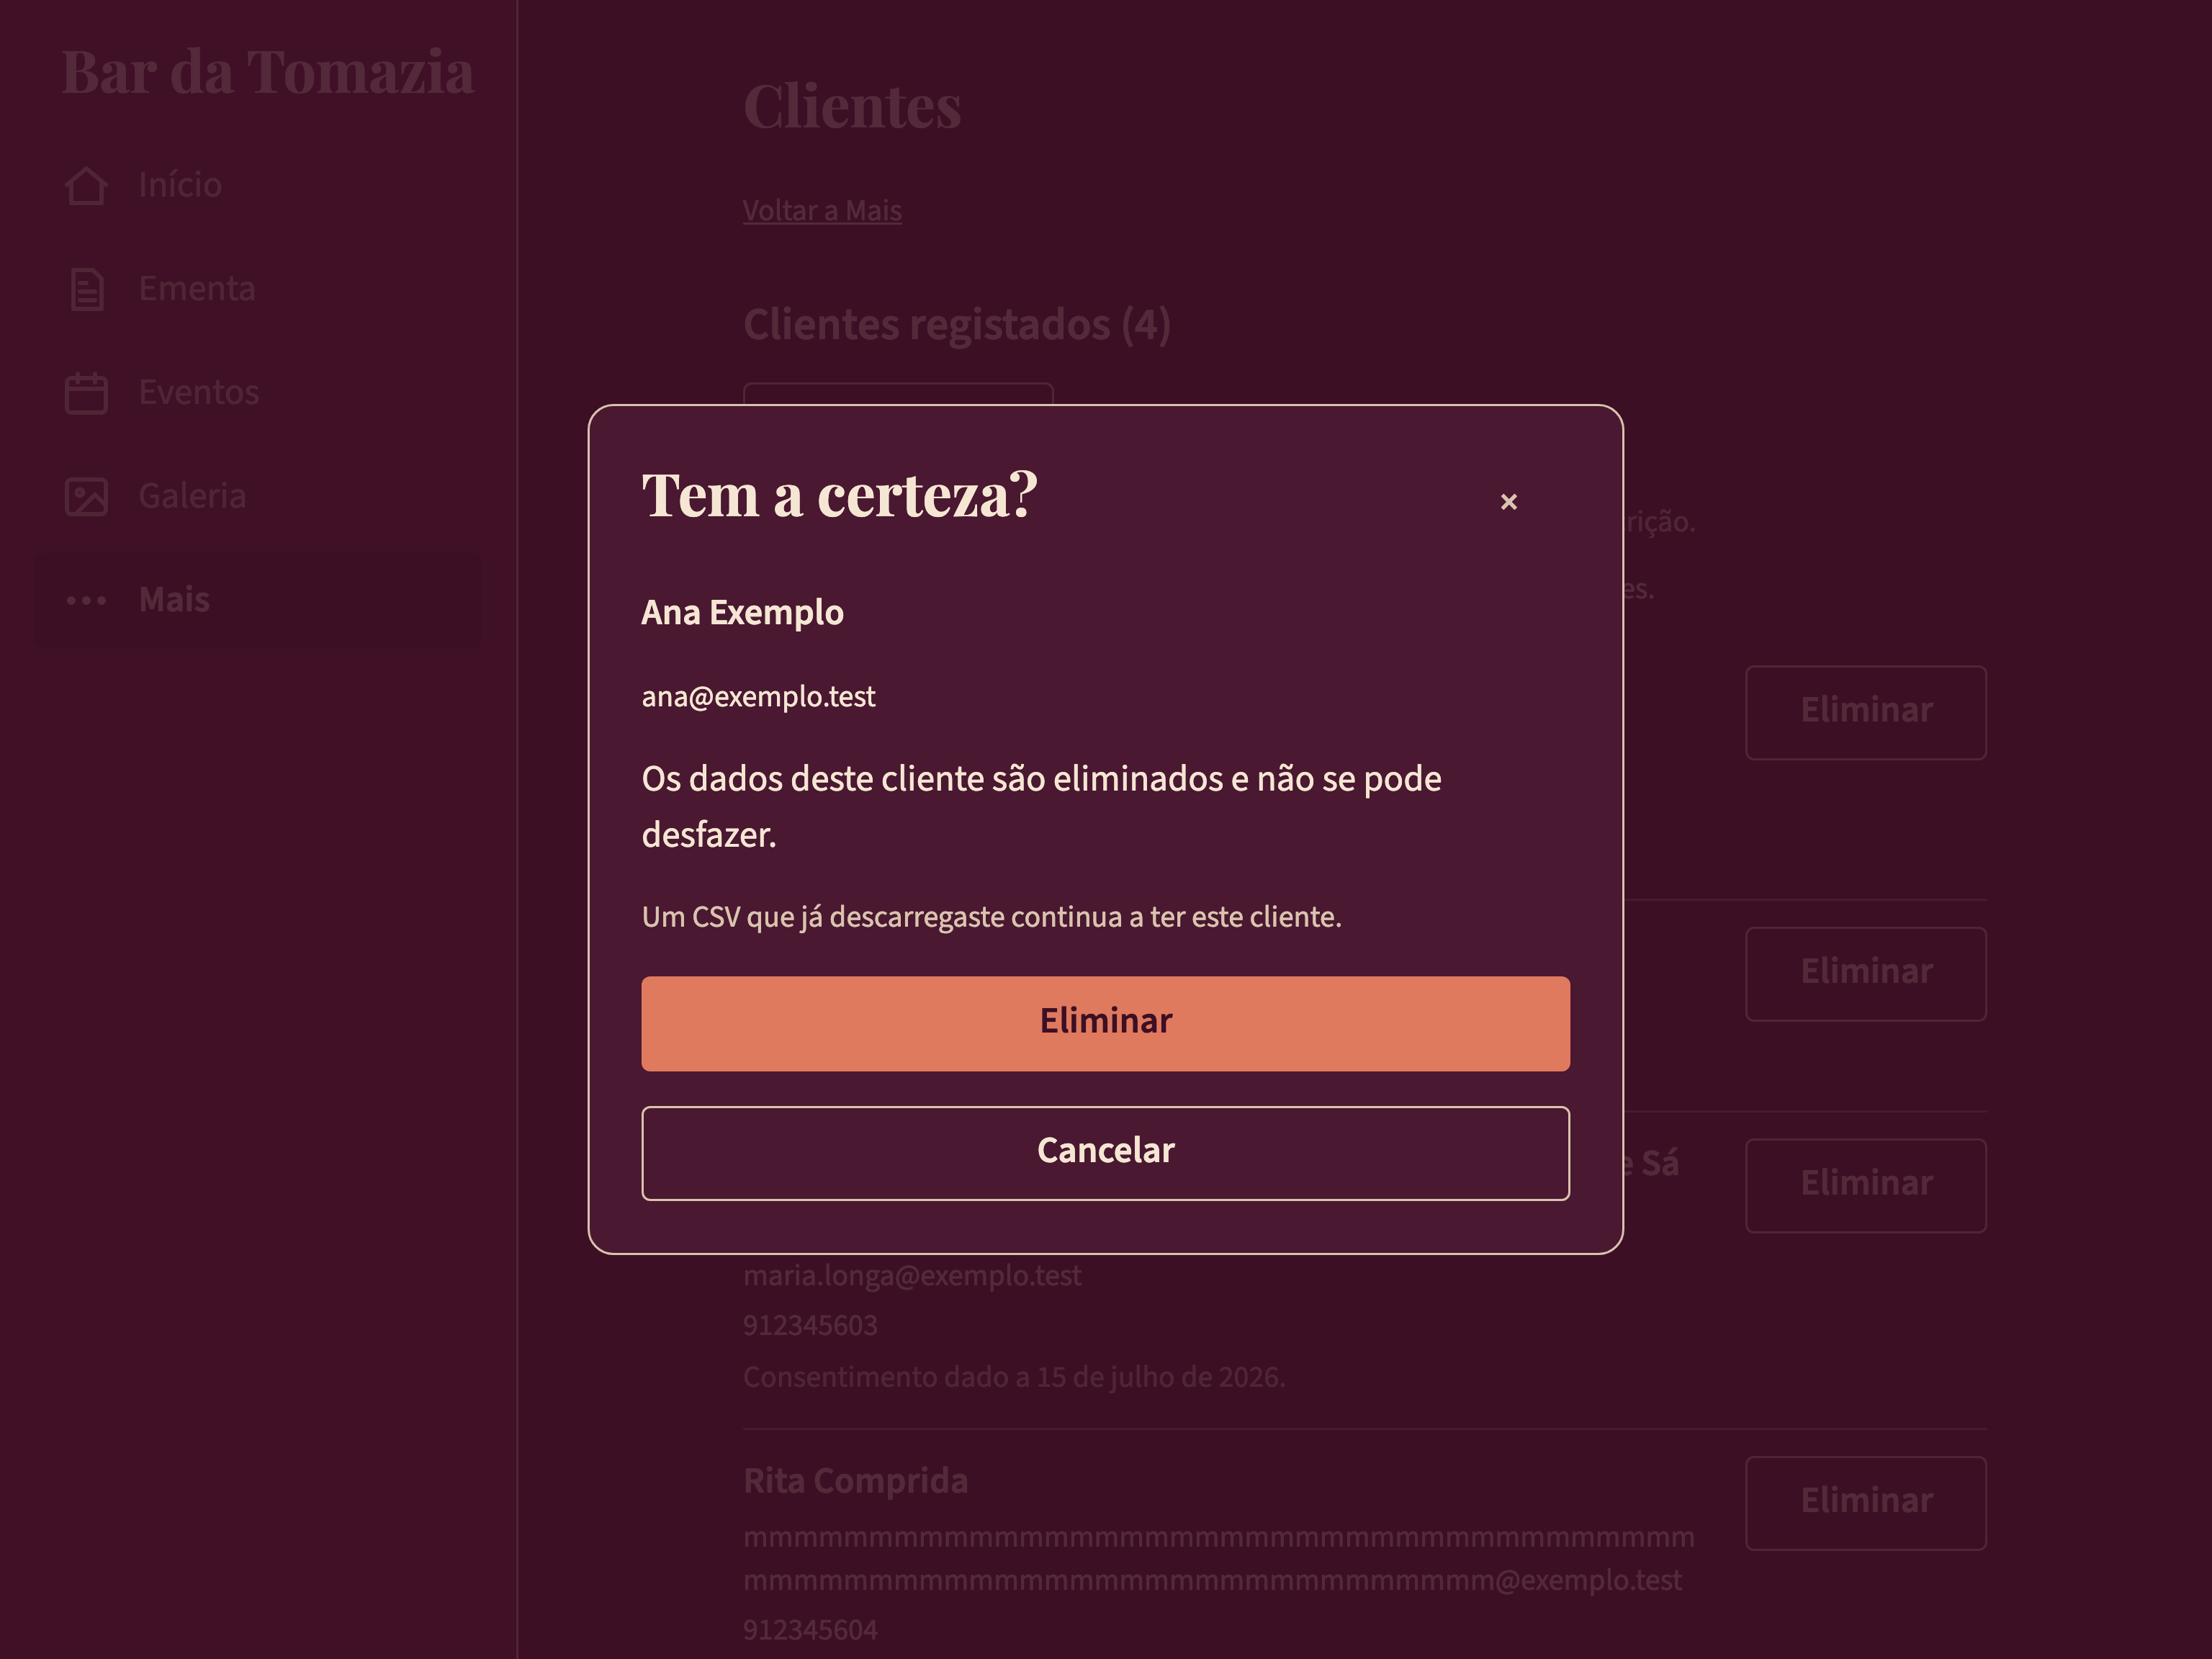 Bar da Tomazia
Início
Ementa
Eventos
Galeria
Mais
Clientes
Voltar a Mais
Clientes registados (4)
rição.
es.
Eliminar
Eliminar
e Sá
Eliminar
Tem a certeza?
×
Ana Exemplo
ana@exemplo.test
Os dados deste cliente são eliminados e não se pode
desfazer.
Um CSV que já descarregaste continua a ter este cliente.
Eliminar
Cancelar
maria.longa@exemplo.test
912345603
Consentimento dado a 15 de julho de 2026.
Rita Comprida
Eliminar
mmmmmmmmmmmmmmmmmmmmmmmmmmmmmmmmmmmmmm
mmmmmmmmmmmmmmmmmmmmmmmmmmmmmm@exemplo.test
912345604